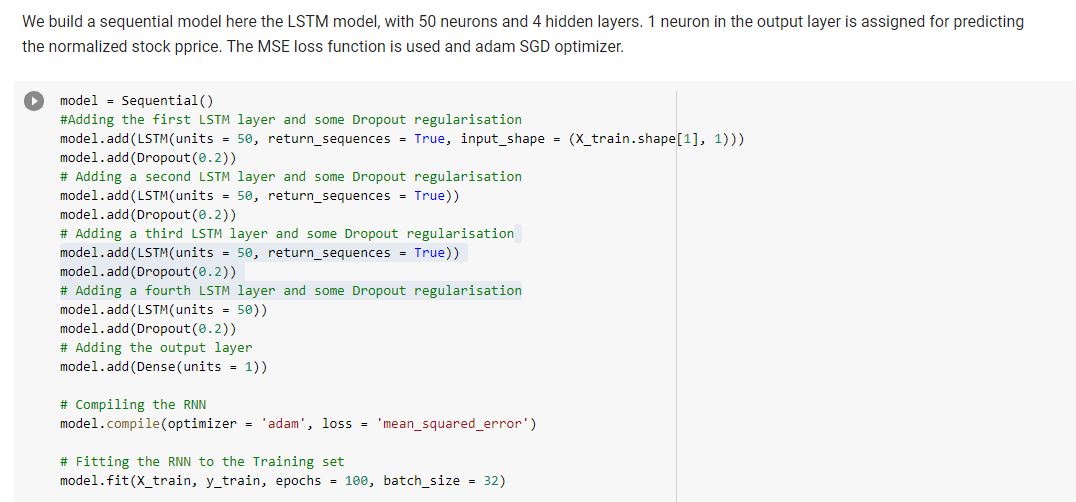 We build a sequential model here the LSTM model, with 50 neurons and 4 hidden layers. 1 neuron in the output layer is assigned for predicting
the normalized stock pprice. The MSE loss function is used and adam SGD optimizer.
model = Sequential()
#Adding the first LSTM layer and some Dropout regularisation
model.add(LSTM(units = 50, return_sequences = True, input_shape = (X_train.shape[1], 1)))
model.add(Dropout(0.2))
# Adding a second LSTM layer and some Dropout regularisation
model.add(LSTM(units = 50, return_sequences = True))
model.add(Dropout(0.2))
# Adding a third LSTM layer and some Dropout regularisation
model.add(LSTM(units = 50, return_sequences = True))
model.add(Dropout(0.2))
# Adding a fourth LSTM layer and some Dropout regularisation
model.add(LSTM(units = 50))
model.add(Dropout(0.2))
# Adding the output layer
model.add(Dense(units = 1))
# Compiling the RNN
model.compile(optimizer = 'adam', loss = 'mean_squared_error')
# Fitting the RNN to the Training set
model.fit(X_train, y_train, epochs = 100, batch_size = 32)